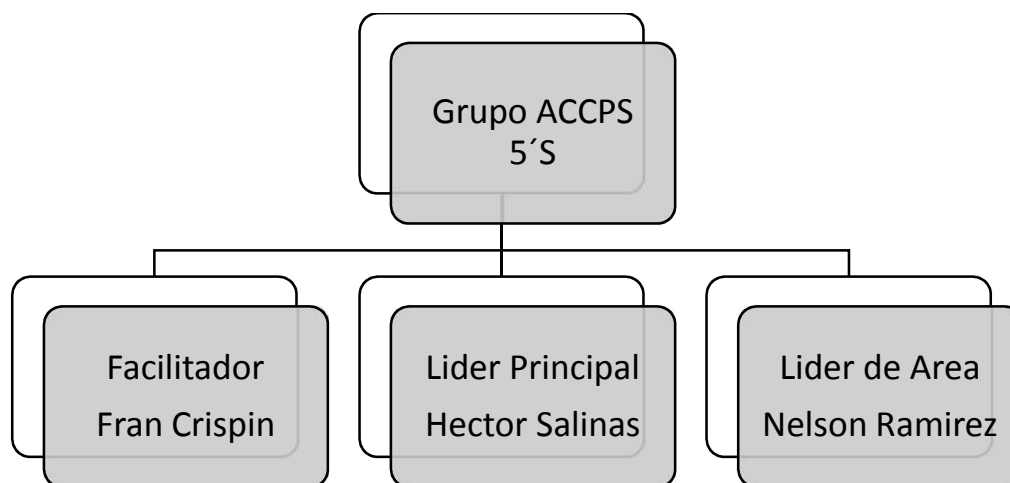 Grupo ACCPS
5´S
Facilitador
Fran Crispin
Lider Principal
Hector Salinas
Lider de Area
Nelson Ramirez